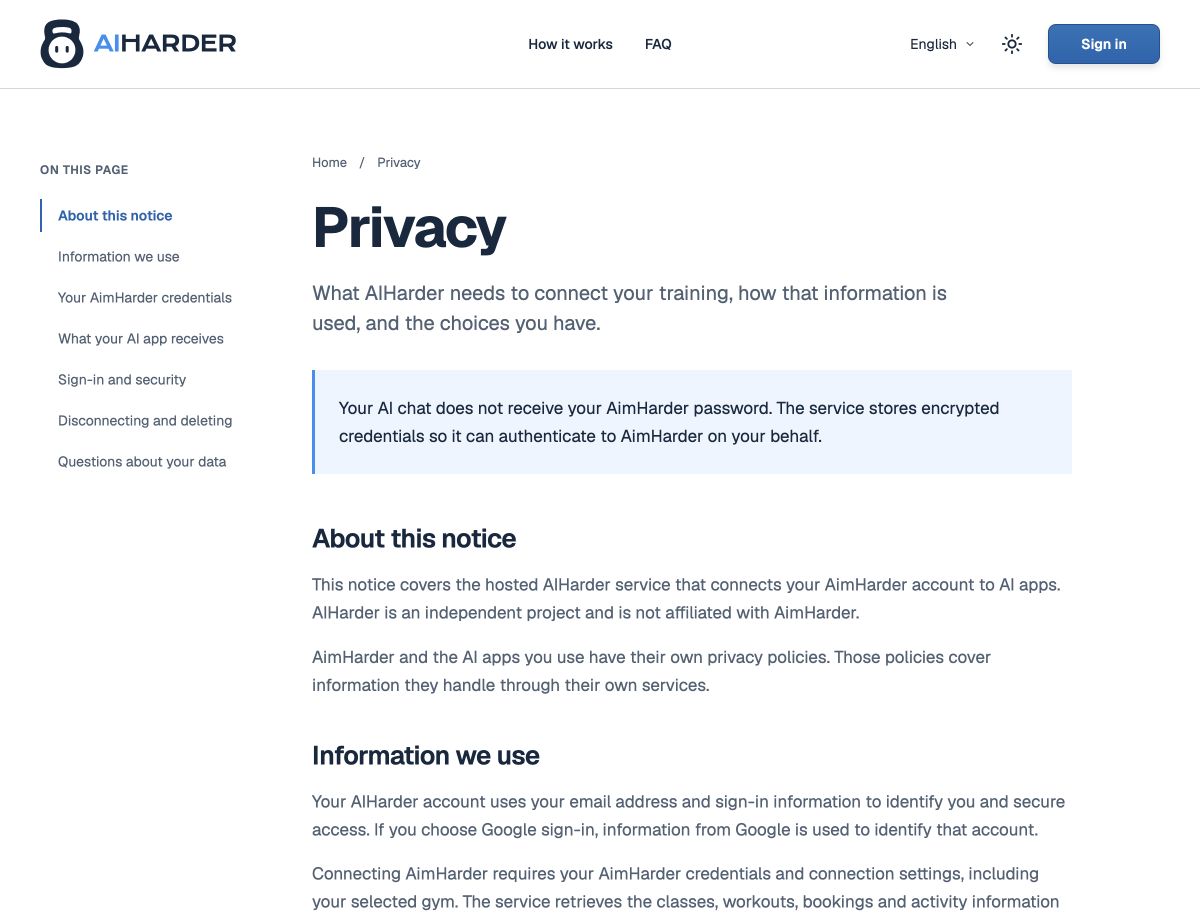 AIHARDER
How it works
FAQ
English
Sign in
ON THIS PAGE
About this notice
Information we use
Your AimHarder credentials
What your AI app receives
Sign-in and security
Disconnecting and deleting
Questions about your data
Home / Privacy
Privacy
What AIHarder needs to connect your training, how that information is
used, and the choices you have.
Your AI chat does not receive your AimHarder password. The service stores encrypted
credentials so it can authenticate to AimHarder on your behalf.
About this notice
This notice covers the hosted AIHarder service that connects your AimHarder account to AI apps.
AIHarder is an independent project and is not affiliated with AimHarder.
AimHarder and the AI apps you use have their own privacy policies. Those policies cover
information they handle through their own services.
Information we use
Your AIHarder account uses your email address and sign-in information to identify you and secure
access. If you choose Google sign-in, information from Google is used to identify that account.
Connecting AimHarder requires your AimHarder credentials and connection settings, including
your selected gym. The service retrieves the classes, workouts, bookings and activity information